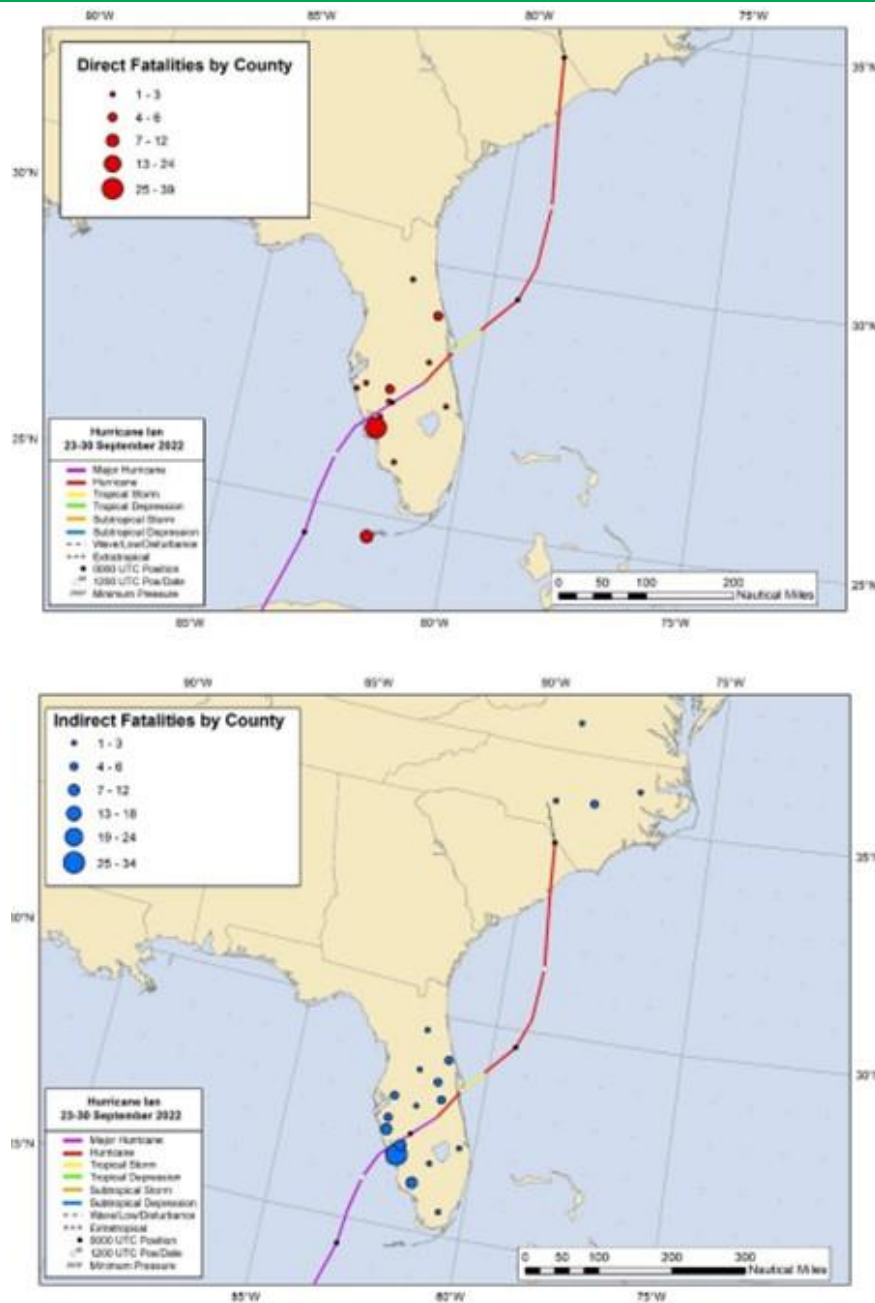 90°W 85°W 80°W 75°W
Direct Fatalities by County
1 - 3
4 - 6
7 - 12
13 - 24
25 - 39
35°N
30°N
30°N
25°N
25°N
Hurricane Ian
23-30 September 2022
Major Hurricane
Hurricane
Tropical Storm
Tropical Depression
Subtropical Storm
Subtropical Depression
Wave/Low/Disturbance
Extratropical
0000 UTC Position
1200 UTC Pos/Date
Minimum Pressure
0 50 100 200
Nautical Miles
85°W 80°W 75°W
90°W 85°W 80°W 75°W
Indirect Fatalities by County
1 - 3
4 - 6
7 - 12
13 - 18
19 - 24
25 - 34
35°N
30°N
Hurricane Ian
23-30 September 2022
Major Hurricane
Hurricane
Tropical Storm
Tropical Depression
Subtropical Storm
Subtropical Depression
Wave/Low/Disturbance
Extratropical
0000 UTC Position
1200 UTC Pos/Date
Minimum Pressure
0 50 100 200 300
Nautical Miles
85°W 80°W 75°W